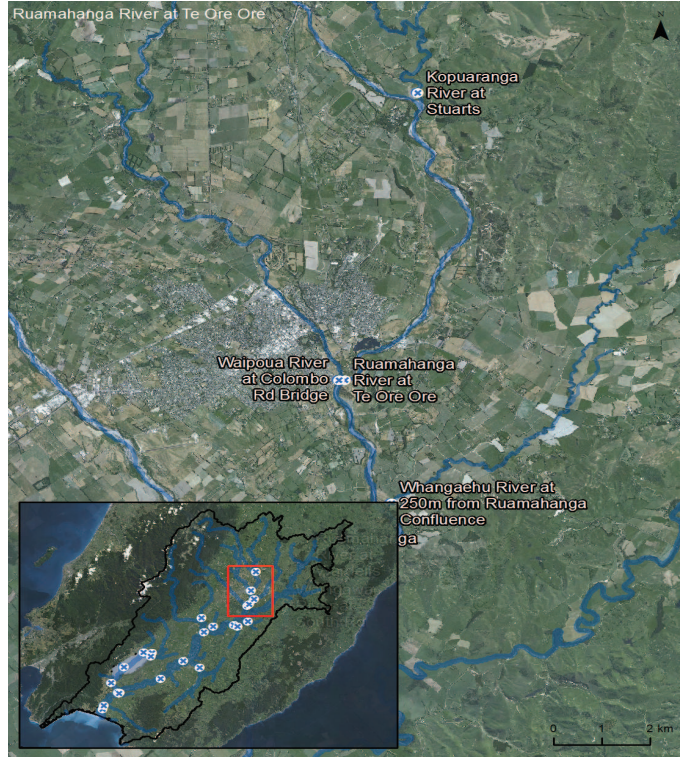 Ruamahanga River at Te Ore Ore
N
Kopuaranga
River at
Stuarts
Waipoua River
at Colombo
Rd Bridge
Ruamahanga
River at
Te Ore Ore
Whangaehu River at
250m from Ruamahanga
Confluence
ga
0 1 2 km